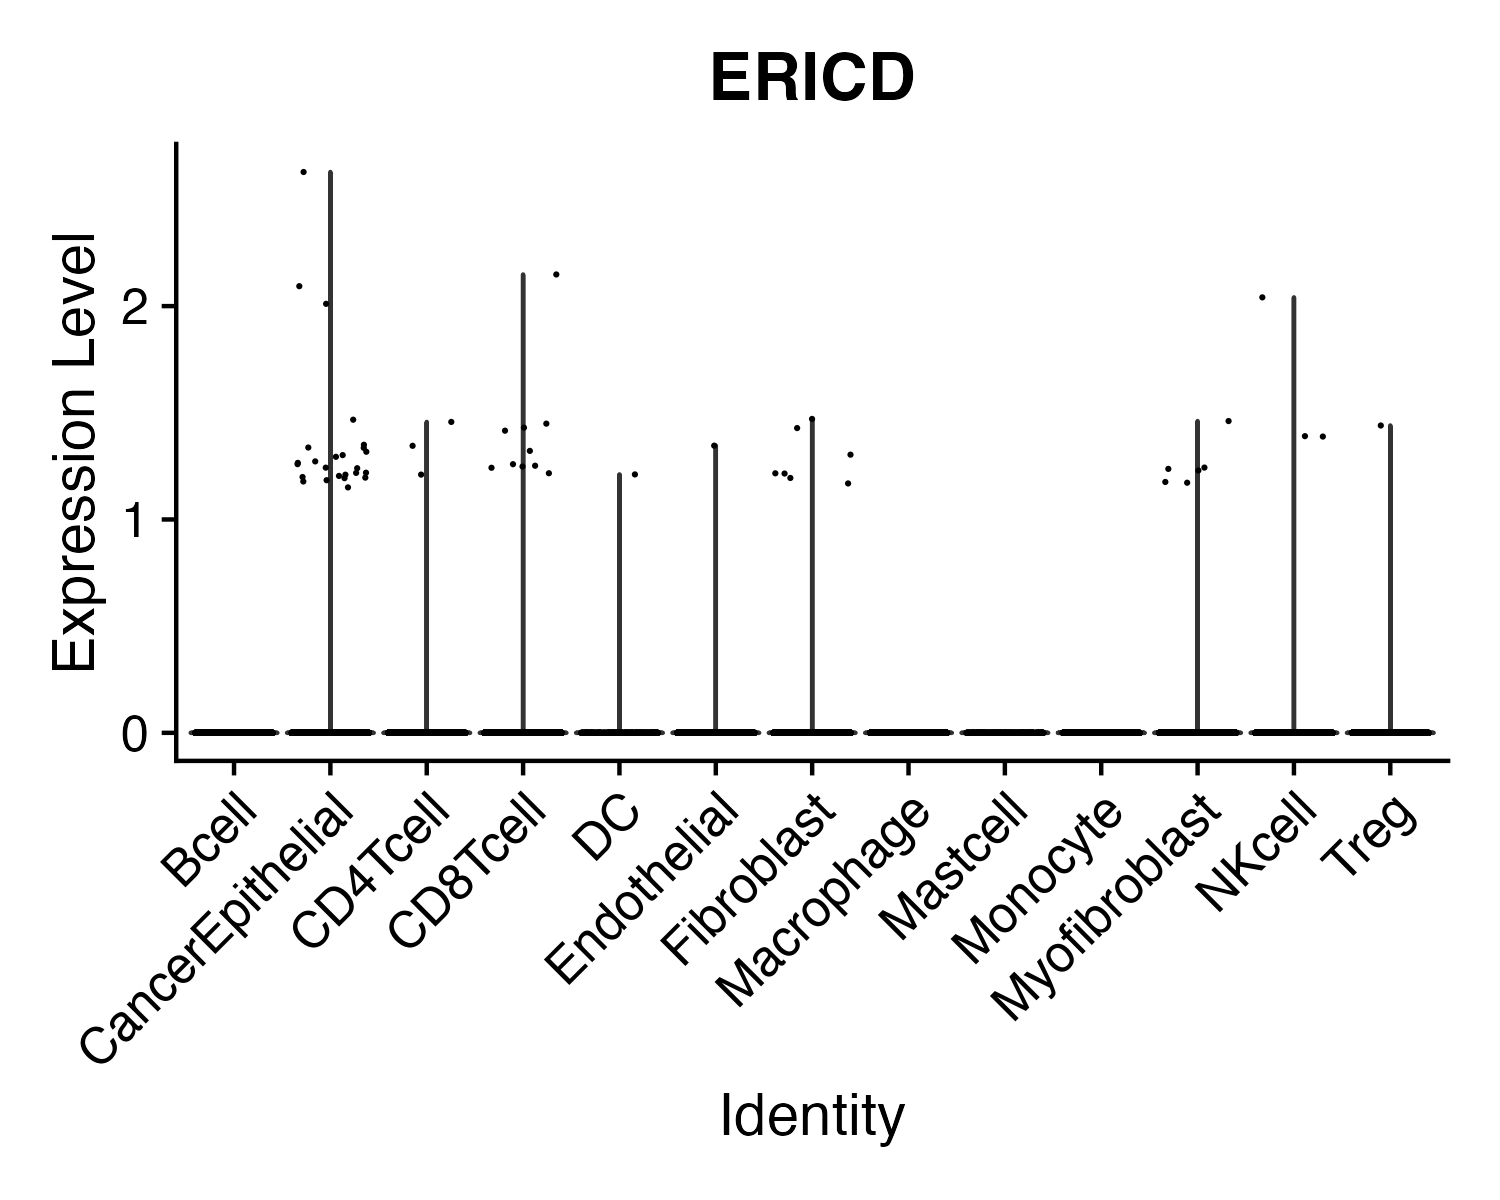 ERICD
Expression Level
2
1
0
Bcell
CancerEpithelial
CD4Tcell
CD8Tcell
DC
Endothelial
Fibroblast
Macrophage
Mastcell
Monocyte
Myofibroblast
NKcell
Treg
Identity